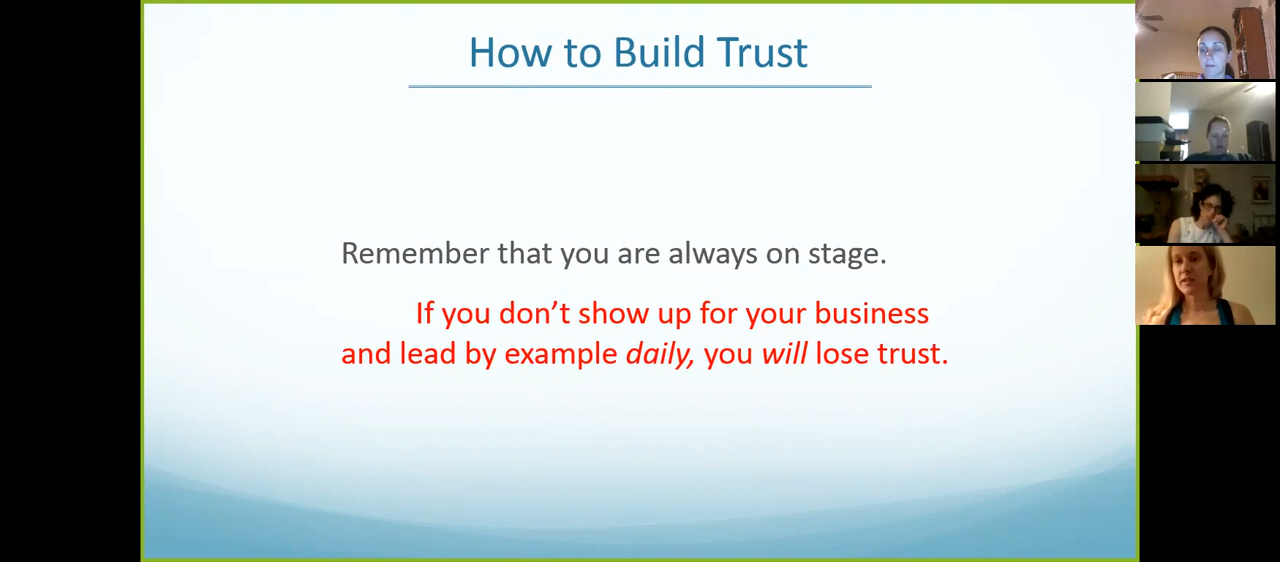 How to Build Trust
Remember that you are always on stage.
If you don’t show up for your business
and lead by example daily, you will lose trust.